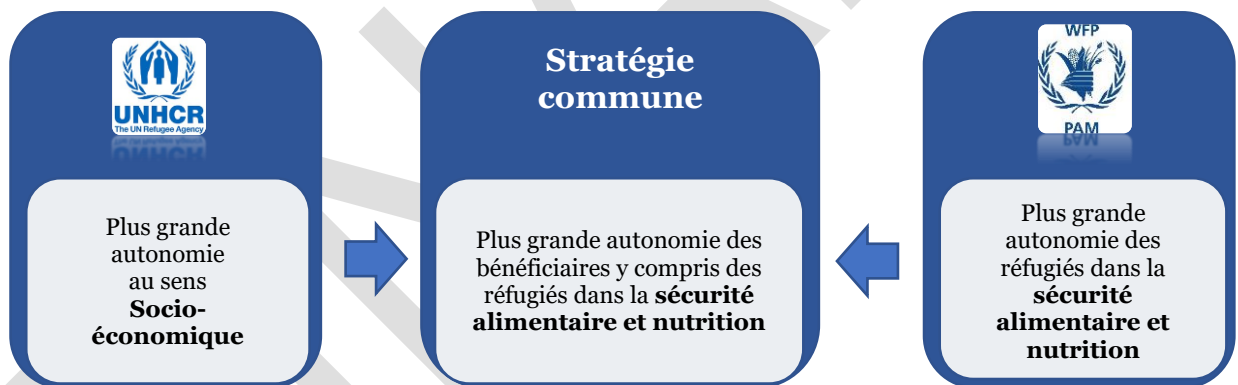 UNHCR
The UN Refugee Agency
Plus grande
autonomie
au sens
Socio-
économique
Stratégie
commune
Plus grande autonomie des
bénéficiaires y compris des
réfugiés dans la sécurité
alimentaire et nutrition
WFP
PAM
Plus grande
autonomie des
réfugiés dans la
sécurité
alimentaire et
nutrition